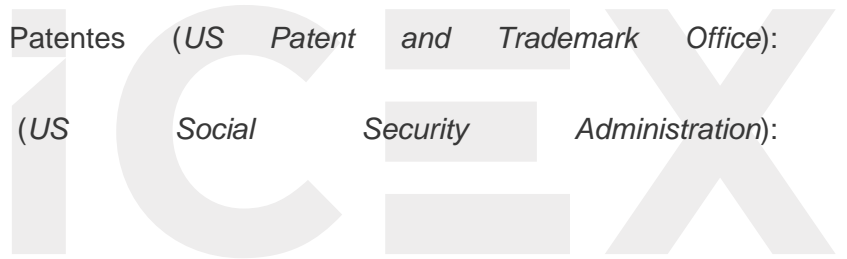 Patentes (US Patent and Trademark Office):
(US Social Security Administration):
iCEX